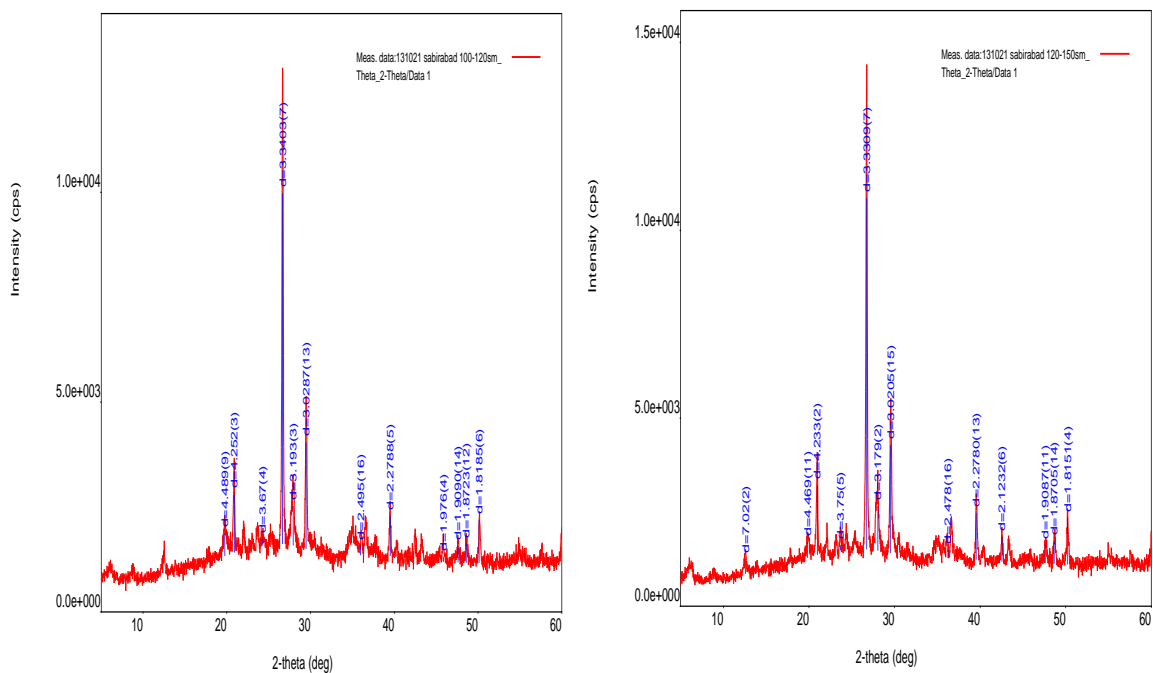 Meas. data:131021 sabirabad 100-120sm_
Theta_2-Theta/Data 1
Intensity (cps)
1.0e+004
5.0e+003
0.0e+000
d=4.489(9)
d=4.252(3)
d=3.67(4)
d=3.3403(7)
d=3.193(3)
d=3.0287(13)
d=2.495(16)
d=2.2788(5)
d=1.976(4)
d=1.9090(14)
d=1.8723(12)
d=1.8185(6)
10 20 30 40 50 60
2-theta (deg)
Meas. data:131021 sabirabad 120-150sm_
Theta_2-Theta/Data 1
Intensity (cps)
1.5e+004
1.0e+004
5.0e+003
0.0e+000
d=7.02(2)
d=4.469(11)
d=4.233(2)
d=3.75(5)
d=3.3309(7)
d=3.179(2)
d=3.0205(15)
d=2.478(16)
d=2.2780(13)
d=2.1232(6)
d=1.9087(11)
d=1.8705(14)
d=1.8151(4)
10 20 30 40 50 60
2-theta (deg)